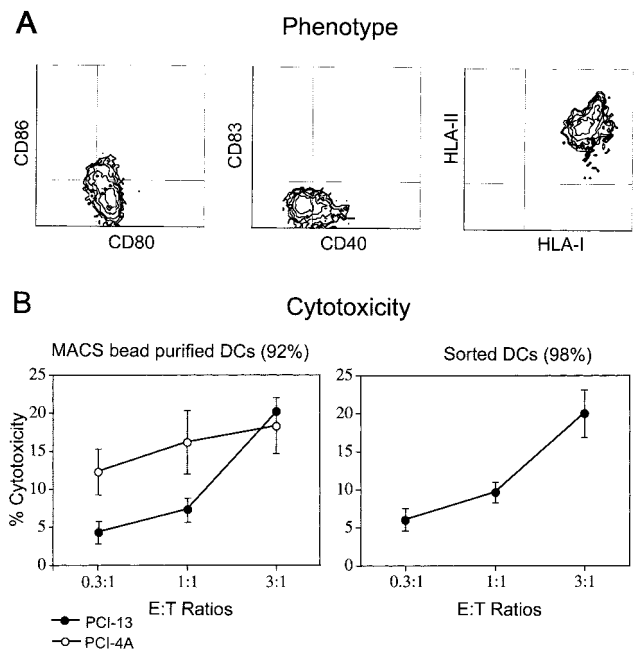 A
Phenotype
CD86
CD80
CD83
CD40
HLA-II
HLA-I
B
Cytotoxicity
MACS bead purified DCs (92%)
Sorted DCs (98%)
% Cytotoxicity
25
20
15
10
5
0
0.3:1
1:1
3:1
E:T Ratios
25
20
15
10
5
0
0.3:1
1:1
3:1
E:T Ratios
PCI-13
PCI-4A